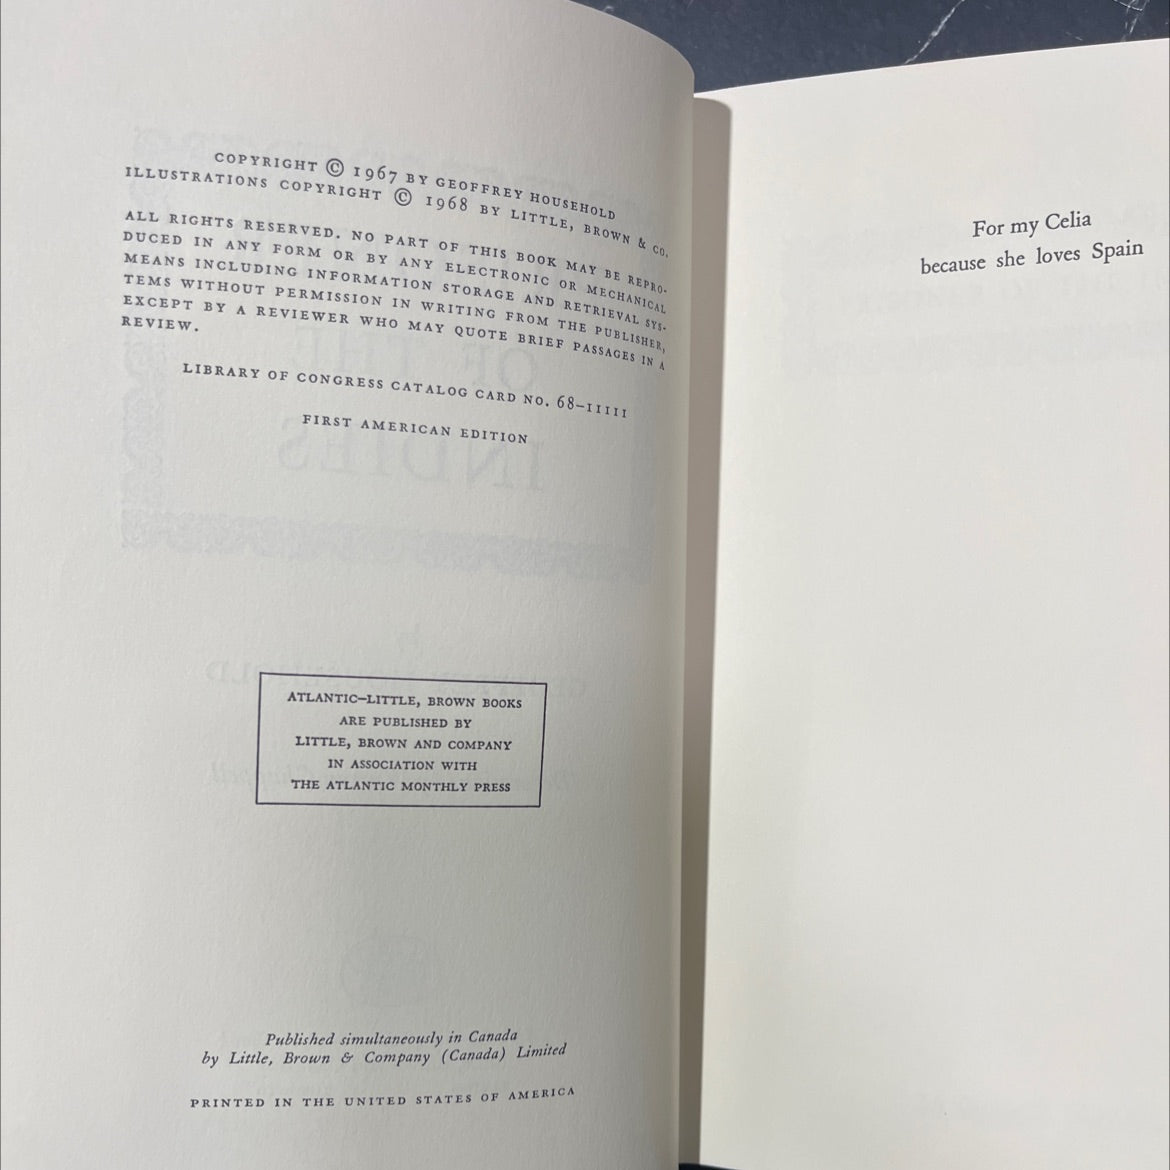 COPYRIGHT © 1967 BY GEOFFREY HOUSEHOLD
ILLUSTRATIONS COPYRIGHT © 1968 BY LITTLE, BROWN & CO.
ALL RIGHTS RESERVED. NO PART OF THIS BOOK MAY BE REPRO-
DUCED IN ANY FORM OR BY ANY ELECTRONIC OR MECHANICAL
MEANS INCLUDING INFORMATION STORAGE AND RETRIEVAL SYS-
TEMS WITHOUT PERMISSION IN WRITING FROM THE PUBLISHER,
EXCEPT BY A REVIEWER WHO MAY QUOTE BRIEF PASSAGES IN A
REVIEW.
LIBRARY OF CONGRESS CATALOG CARD NO. 68-11111
FIRST AMERICAN EDITION
ATLANTIC-LITTLE, BROWN BOOKS
ARE PUBLISHED BY
LITTLE, BROWN AND COMPANY
IN ASSOCIATION WITH
THE ATLANTIC MONTHLY PRESS
Published simultaneously in Canada
by Little, Brown & Company (Canada) Limited
PRINTED IN THE UNITED STATES OF AMERICA
For my Celia
because she loves Spain